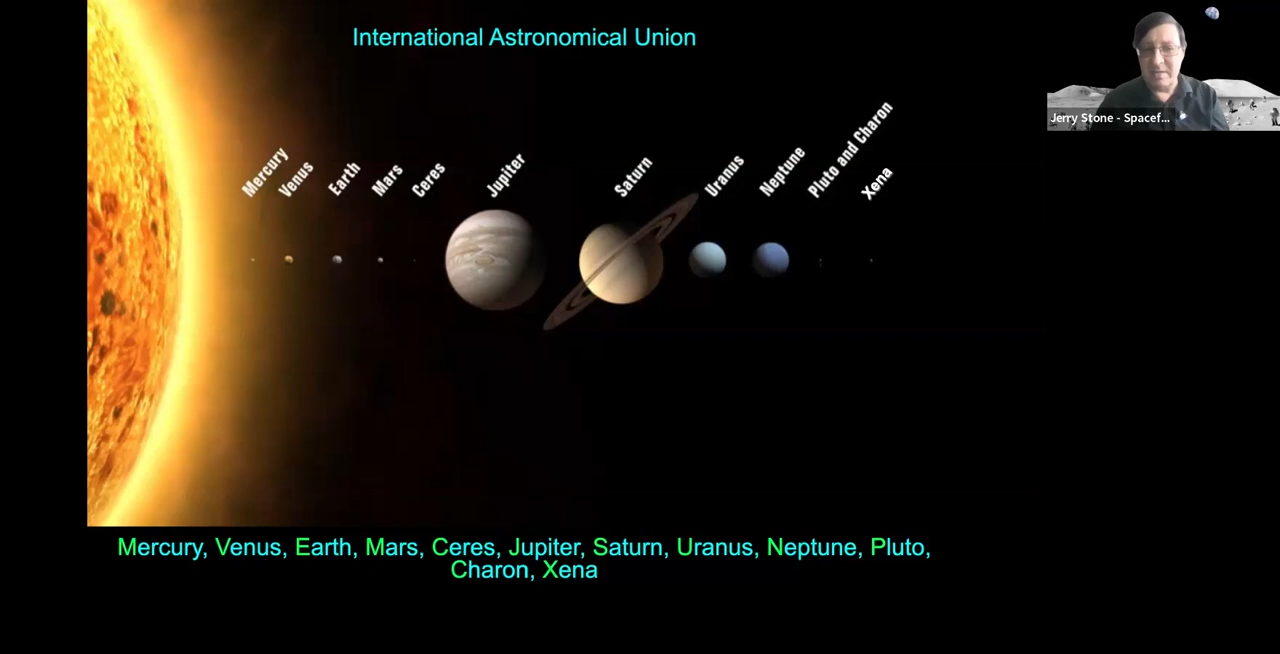 International Astronomical Union
Jerry Stone - Spacef...
Mercury
Venus
Earth
Mars
Ceres
Jupiter
Saturn
Uranus
Neptune
Pluto and Charon
Xena
Mercury, Venus, Earth, Mars, Ceres, Jupiter, Saturn, Uranus, Neptune, Pluto,
Charon, Xena